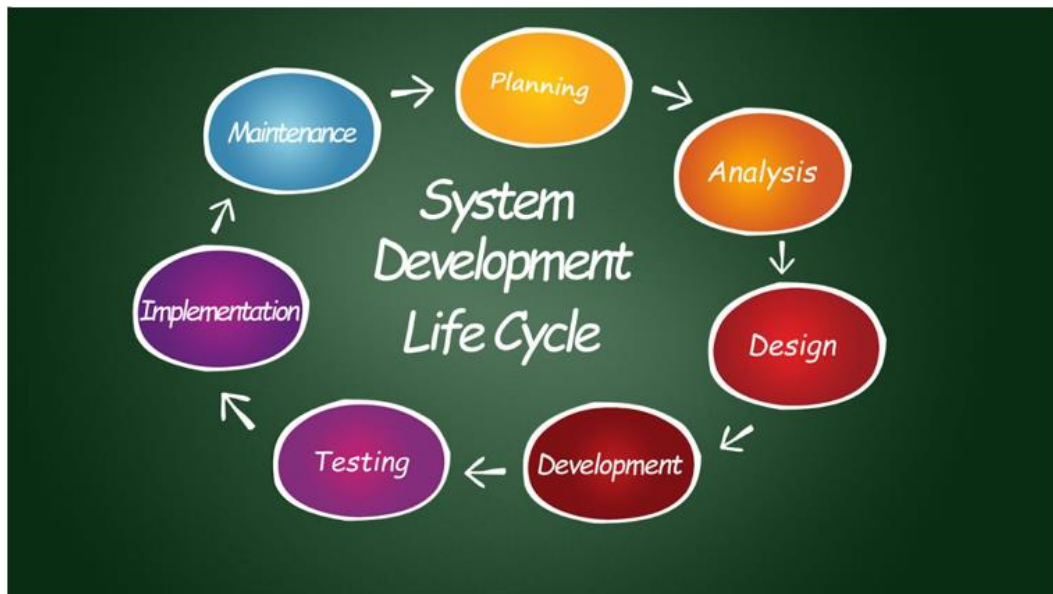 System
Development
Life Cycle
Planning
Analysis
Design
Development
Testing
Implementation
Maintenance